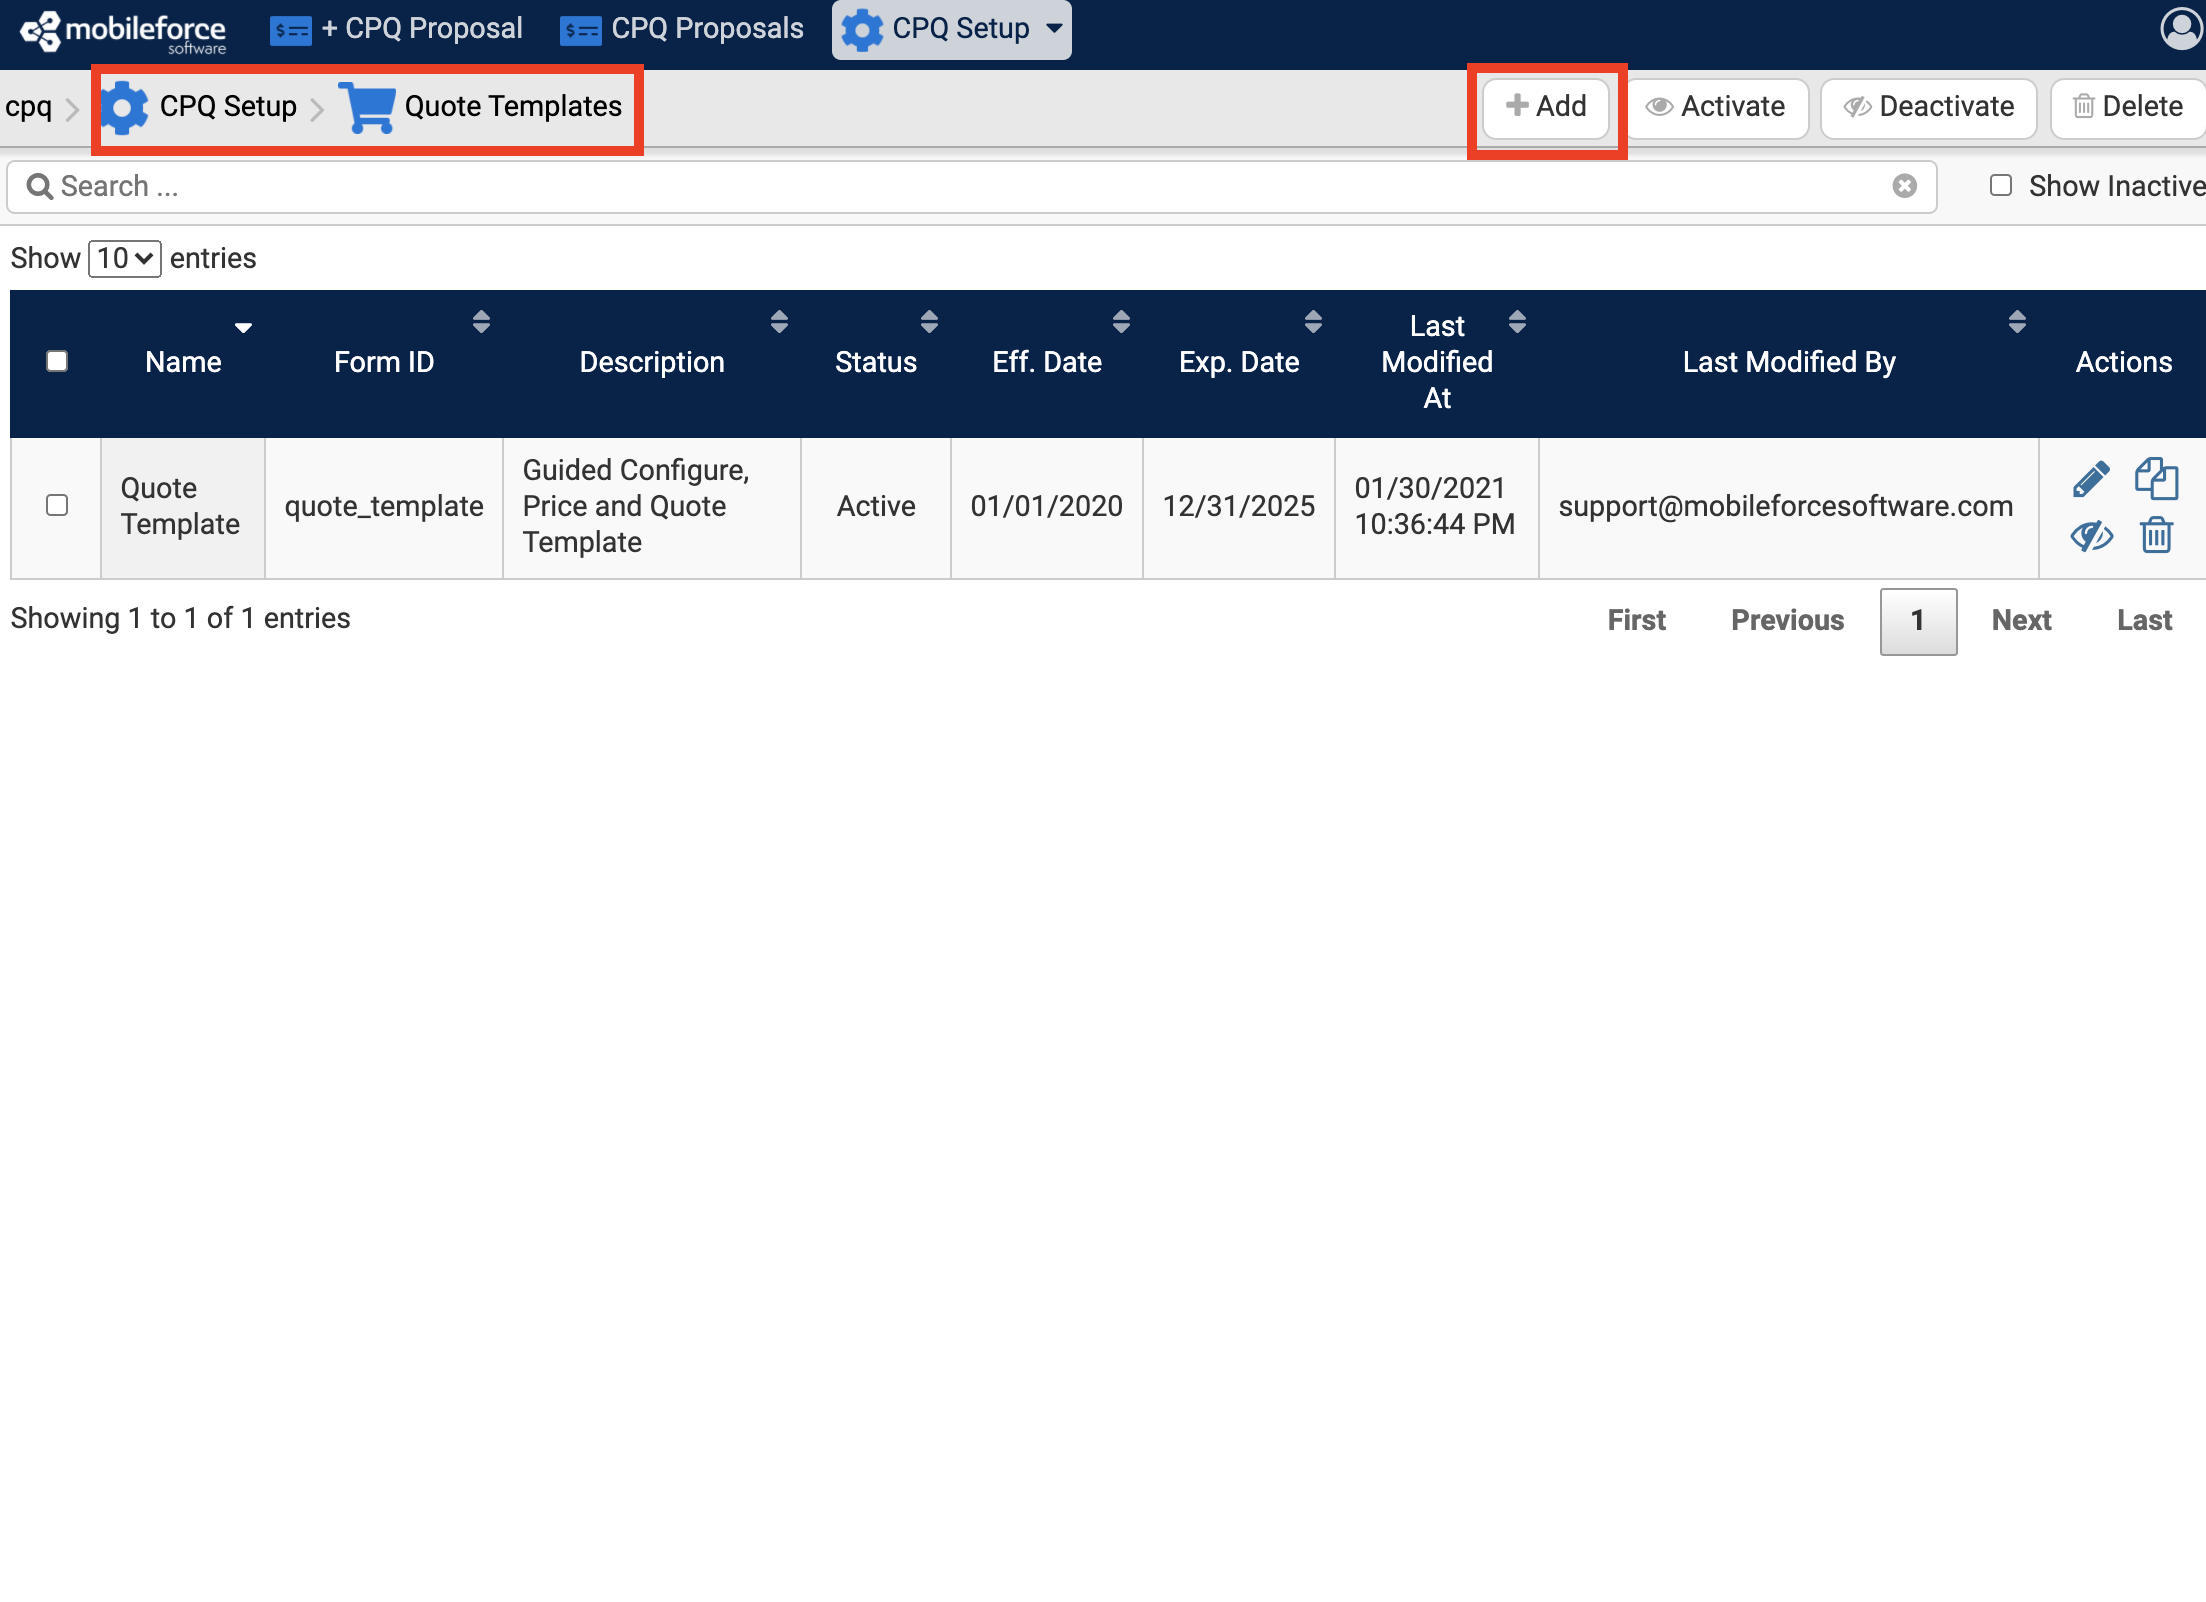 mobileforce
software
+ CPQ Proposal
CPQ Proposals
CPQ Setup
cpq
CPQ Setup
Quote Templates
Add
Activate
Deactivate
Delete
Search ...
Show Inactive
Show 10 entries
Name
Form ID
Description
Status
Eff. Date
Exp. Date
Last
Modified
At
Last Modified By
Actions
Quote
Template
quote_template
Guided Configure,
Price and Quote
Template
Active
01/01/2020
12/31/2025
01/30/2021
10:36:44 PM
support@mobileforcesoftware.com
Showing 1 to 1 of 1 entries
First
Previous
1
Next
Last